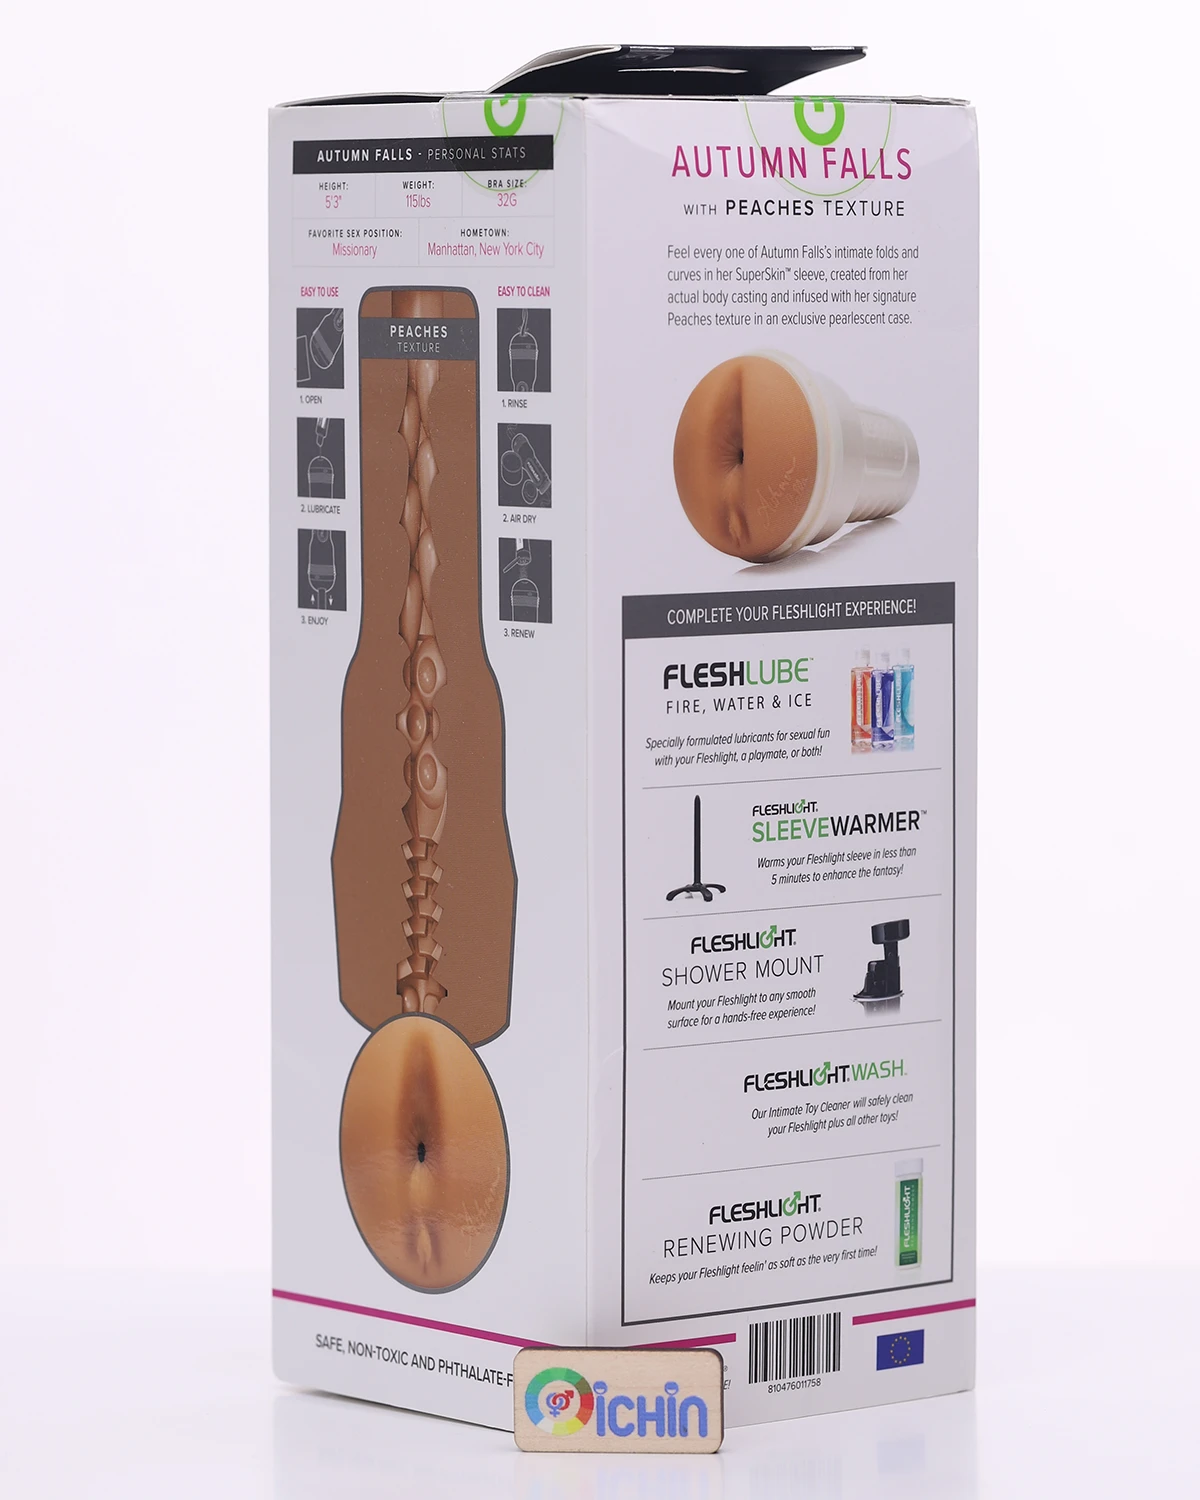 AUTUMN FALLS - PERSONAL STATS
HEIGHT:
5'3"
WEIGHT:
115lbs
BRA SIZE:
32G
FAVORITE SEX POSITION:
Missionary
HOMETOWN:
Manhattan, New York City
EASY TO USE
1. OPEN
2. LUBRICATE
3. ENJOY
PEACHES
TEXTURE
EASY TO CLEAN
1. RINSE
2. AIR DRY
3. RENEW
SAFE, NON-TOXIC AND PHTHALATE-F
AUTUMN FALLS
WITH PEACHES TEXTURE
Feel every one of Autumn Falls's intimate folds and
curves in her SuperSkin™ sleeve, created from her
actual body casting and infused with her signature
Peaches texture in an exclusive pearlescent case.
COMPLETE YOUR FLESHLIGHT EXPERIENCE!
FLESHLUBE™
FIRE, WATER & ICE
Specially formulated lubricants for sexual fun
with your Fleshlight, a playmate, or both!
FLESHLIGHT.
SLEEVEWARMER™
Warms your Fleshlight sleeve in less than
5 minutes to enhance the fantasy!
FLESHLIGHT.
SHOWER MOUNT
Mount your Fleshlight to any smooth
surface for a hands-free experience!
FLESHLIGHT. WASH.
Our Intimate Toy Cleaner will safely clean
your Fleshlight plus all other toys!
FLESHLIGHT.
RENEWING POWDER
Keeps your Fleshlight feelin' as soft as the very first time!
FLESHLIGHT
E!
810476011758
ichin